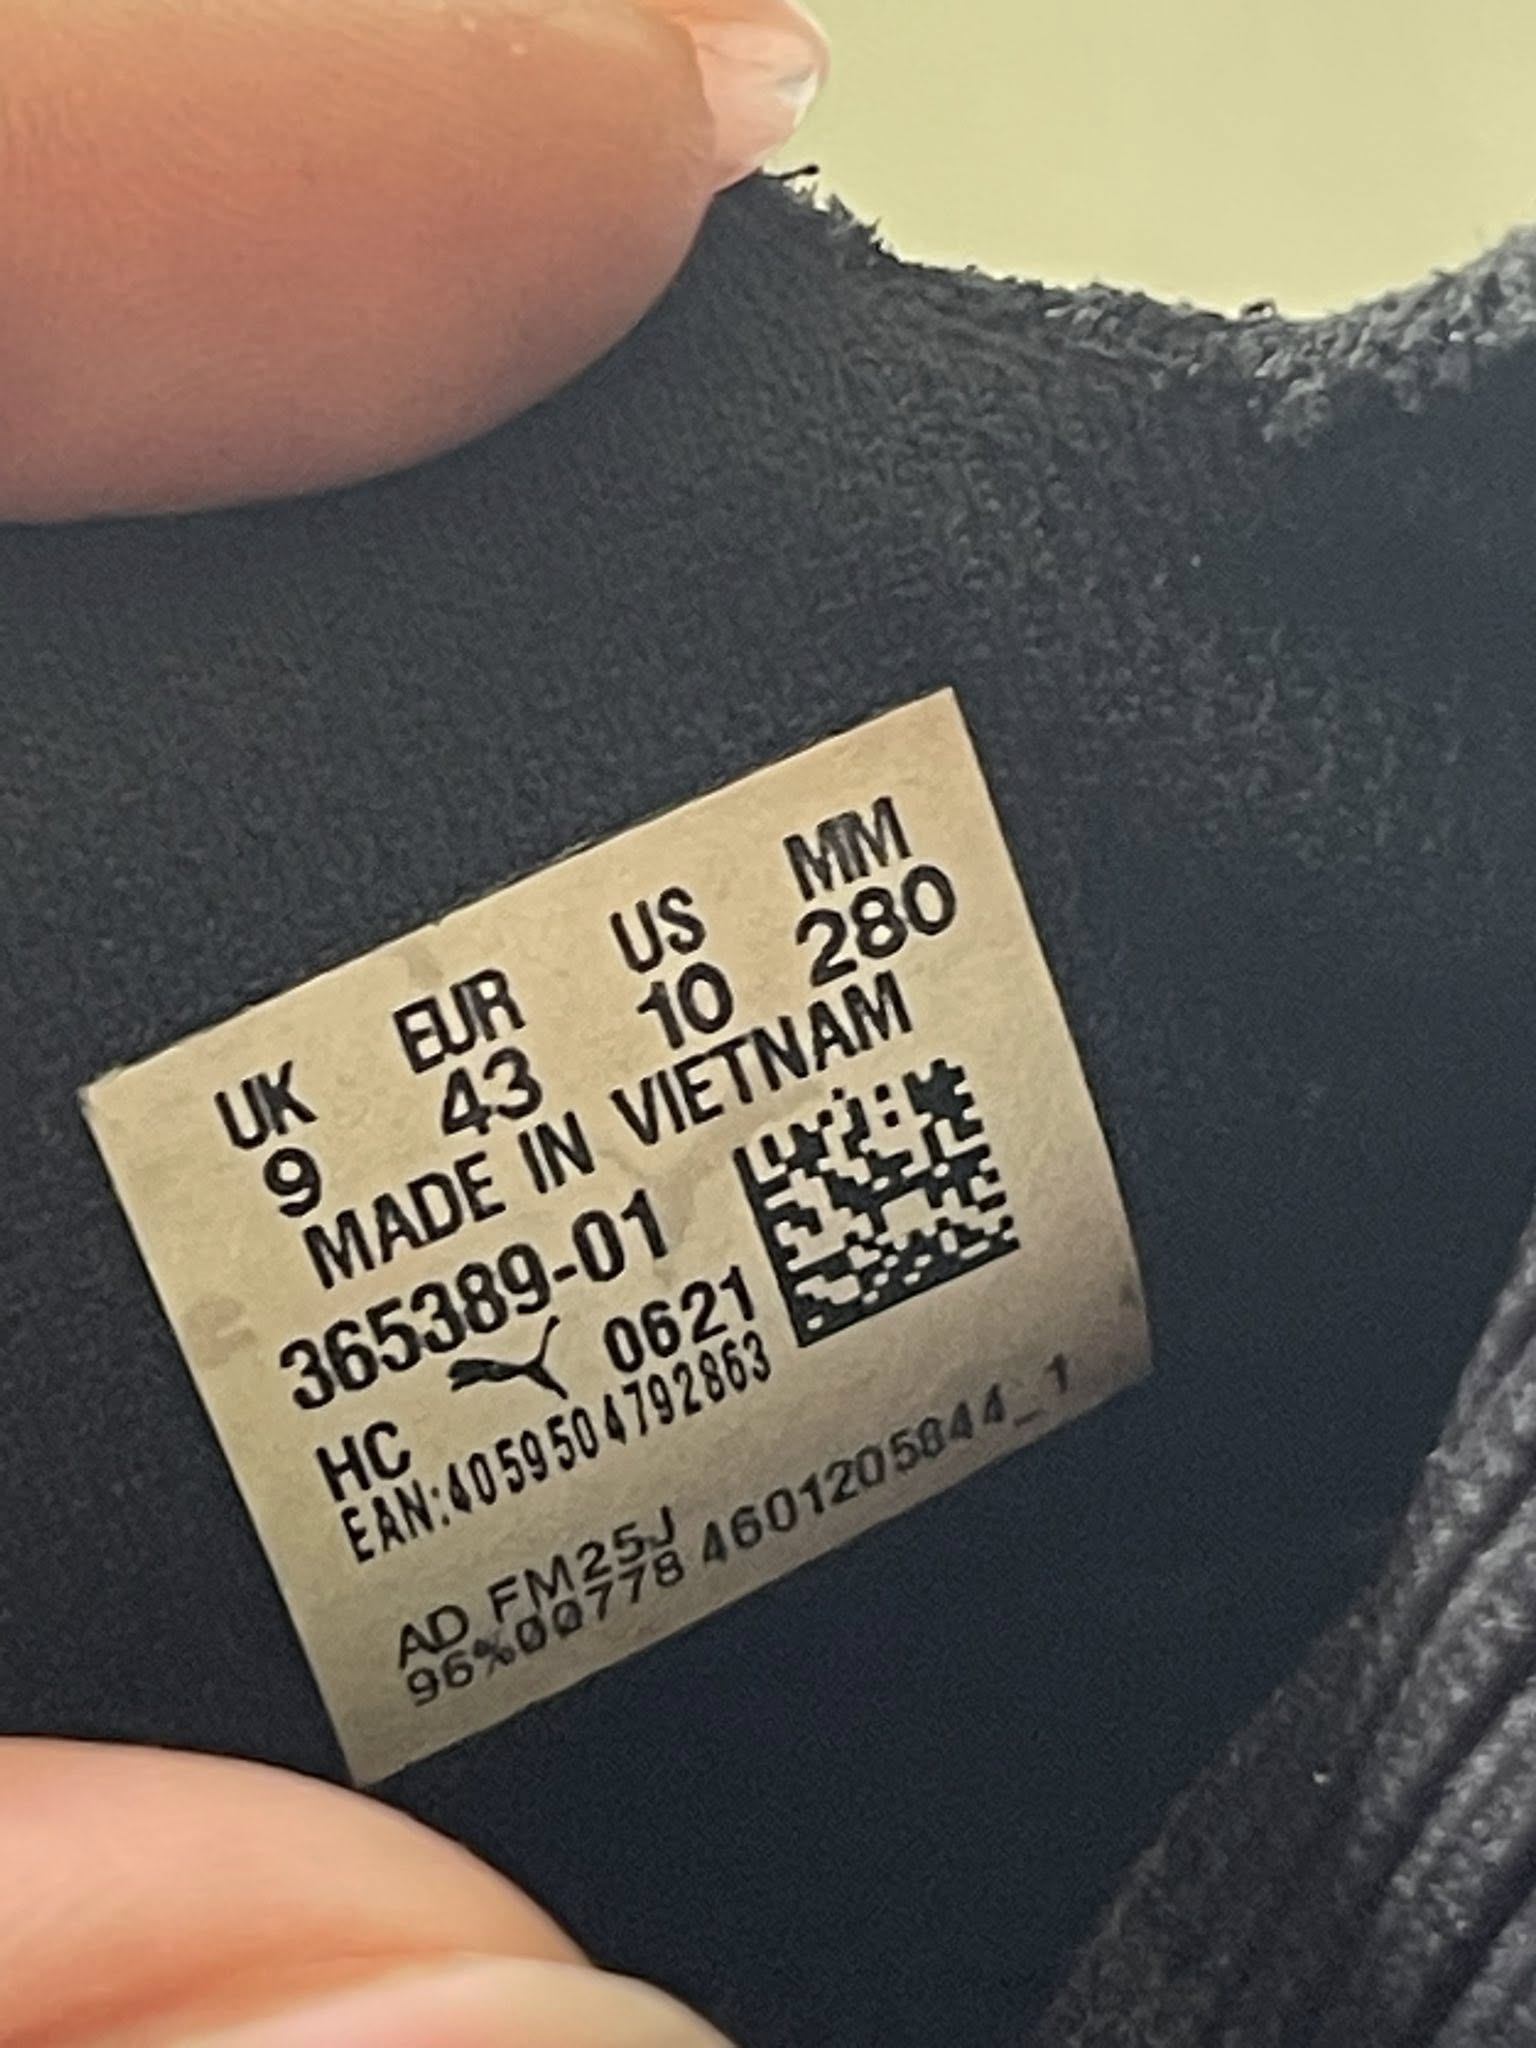 UK EUR US MM
9 43 10 280
MADE IN VIETNAM
365389-01
HC 0621
EAN:4059504792863
AD FM25J
96%00778 4601205844_1